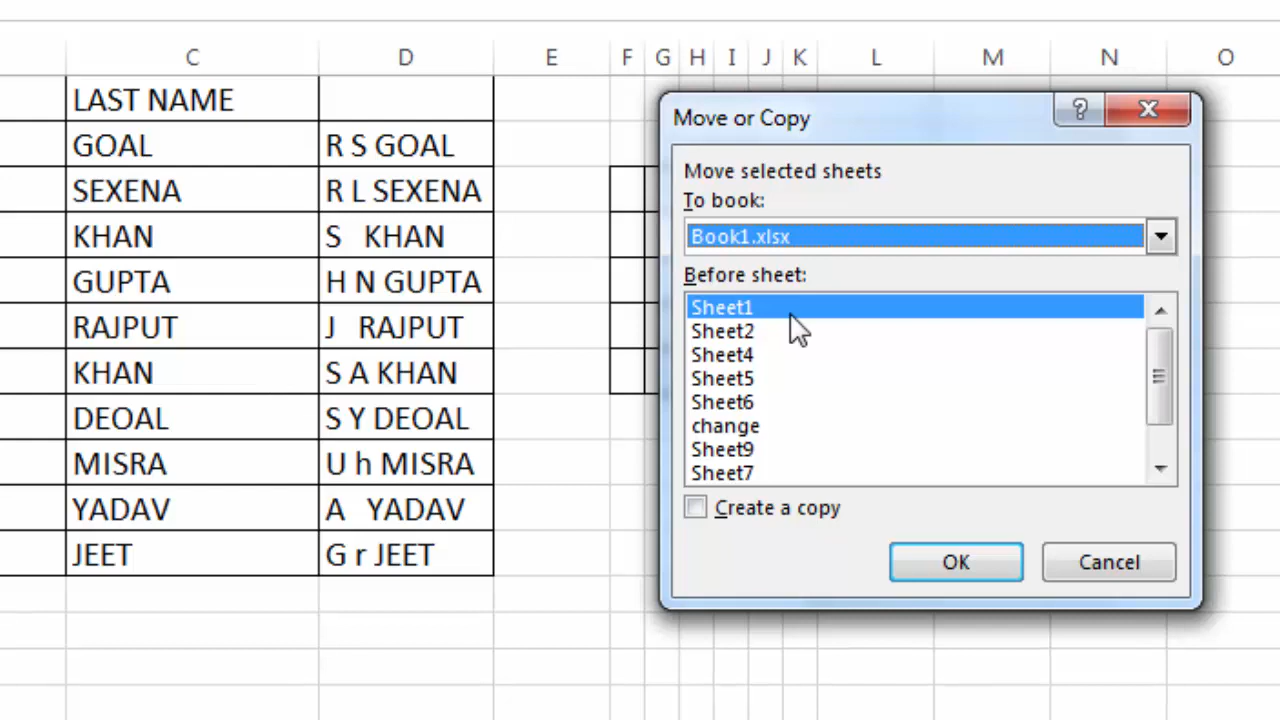 C D E F G H I J K L M N O
LAST NAME
GOAL R S GOAL
SEXENA R L SEXENA
KHAN S KHAN
GUPTA H N GUPTA
RAJPUT J RAJPUT
KHAN S A KHAN
DEOAL S Y DEOAL
MISRA U h MISRA
YADAV A YADAV
JEET G r JEET
Move or Copy ?
Move selected sheets
To book:
Book1.xlsx
Before sheet:
Sheet1
Sheet2
Sheet4
Sheet5
Sheet6
change
Sheet9
Sheet7
Create a copy
OK Cancel